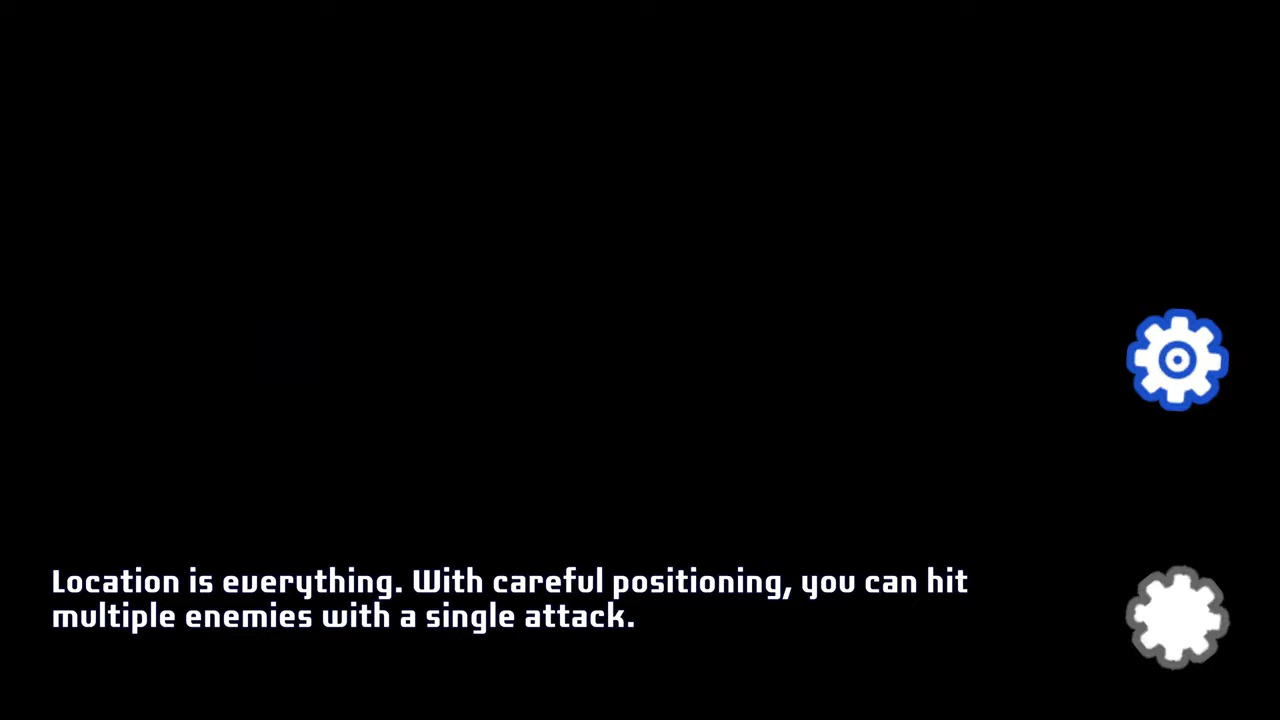 Location is everything. With careful positioning, you can hit
multiple enemies with a single attack.